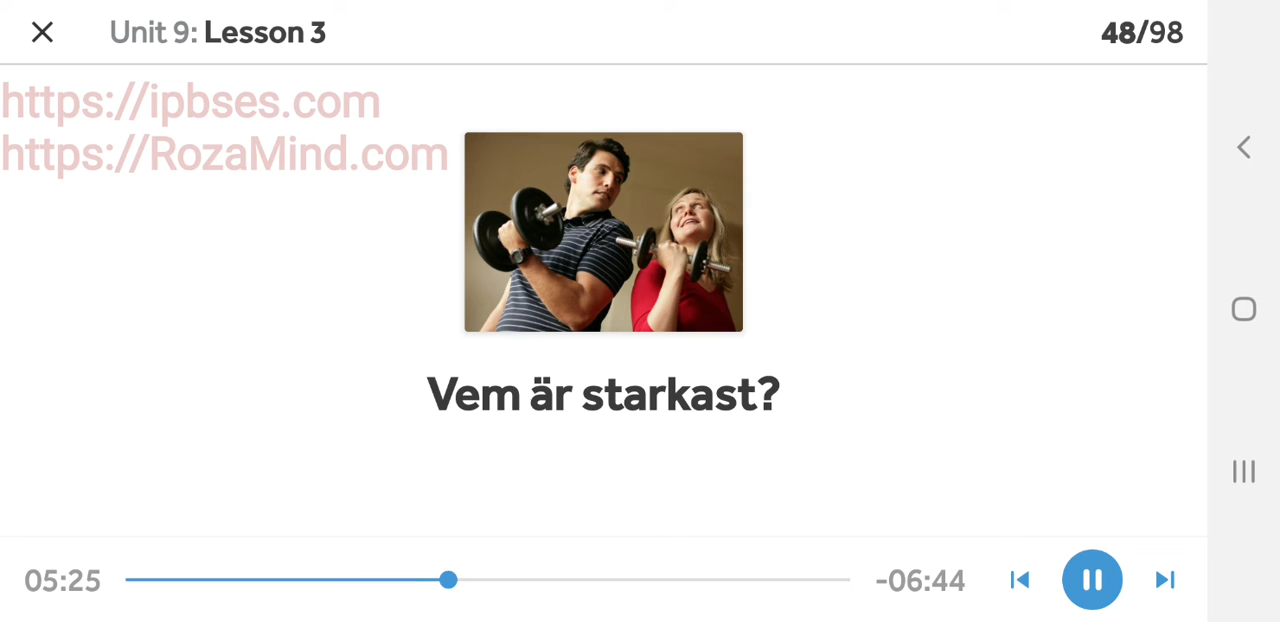 Unit 9: Lesson 3
48/98
https://ipbses.com
https://RozaMind.com
Vem är starkast?
05:25
-06:44